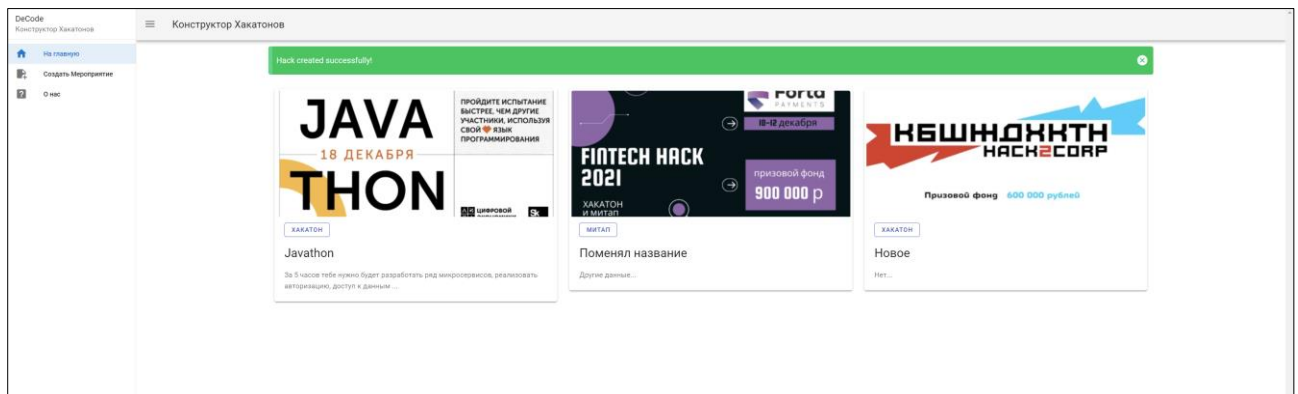 DeCode
Конструктор Хакатонов
На главную
Создать Мероприятие
О нас
Конструктор Хакатонов
Hack created successfully!
JAVA
18 ДЕКАБРЯ
THON
ПРОЙДИТЕ ИСПЫТАНИЕ
БЫСТРЕЕ, ЧЕМ ДРУГИЕ
УЧАСТНИКИ, ИСПОЛЬЗУЯ
СВОЙ ЯЗЫК
ПРОГРАММИРОВАНИЯ
ЦИФРОВОЙ
Sk
ХАКАТОН
Javathon
За 5 часов тебе нужно будет разработать ряд микросервисов, реализовать
авторизацию, доступ к данным ...
Forta
PAYMENTS
10-12 декабря
FINTECH HACK
2021
призовой фонд
900 000 р
ХАКАТОН
И МИТАП
МИТАП
Поменял название
Другие данные...
HACK2CORP
Призовой фонд 600 000 рублей
ХАКАТОН
Новое
Нет...